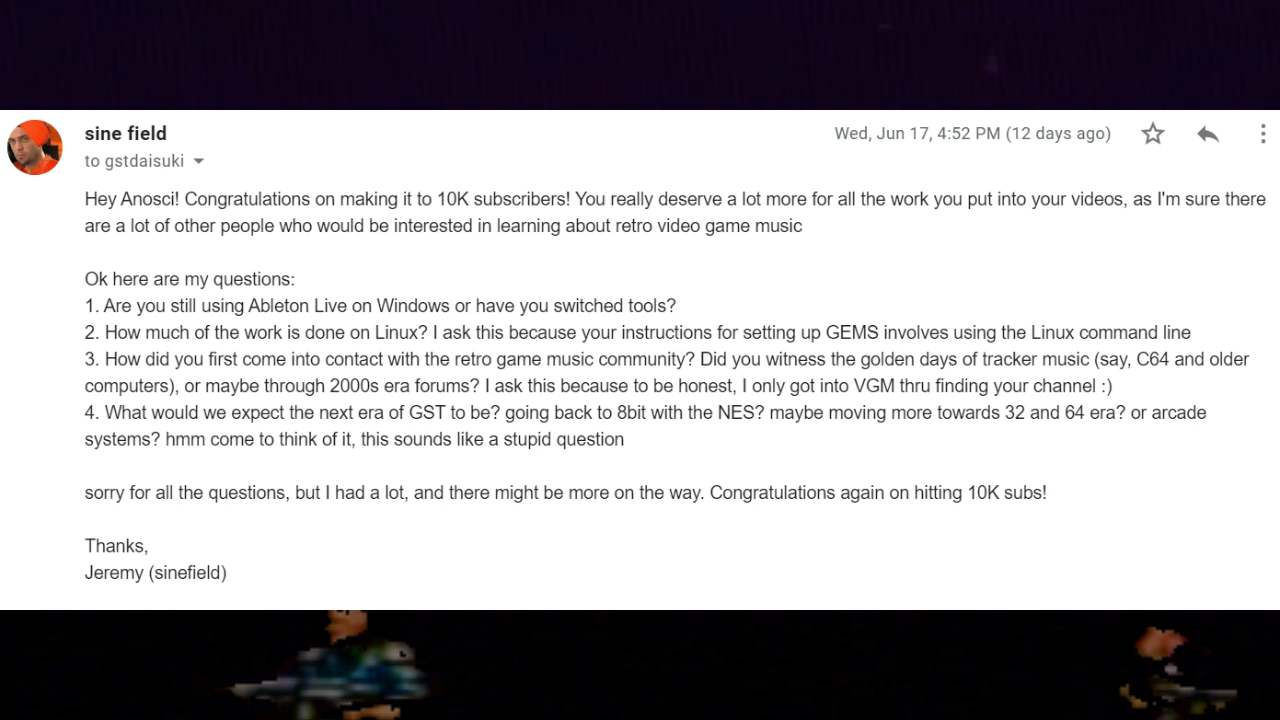 sine field
Wed, Jun 17, 4:52 PM (12 days ago)
to gstdaisuki
Hey Anosci! Congratulations on making it to 10K subscribers! You really deserve a lot more for all the work you put into your videos, as I'm sure there
are a lot of other people who would be interested in learning about retro video game music
Ok here are my questions:
1. Are you still using Ableton Live on Windows or have you switched tools?
2. How much of the work is done on Linux? I ask this because your instructions for setting up GEMS involves using the Linux command line
3. How did you first come into contact with the retro game music community? Did you witness the golden days of tracker music (say, C64 and older
computers), or maybe through 2000s era forums? I ask this because to be honest, I only got into VGM thru finding your channel :)
4. What would we expect the next era of GST to be? going back to 8bit with the NES? maybe moving more towards 32 and 64 era? or arcade
systems? hmm come to think of it, this sounds like a stupid question
sorry for all the questions, but I had a lot, and there might be more on the way. Congratulations again on hitting 10K subs!
Thanks,
Jeremy (sinefield)